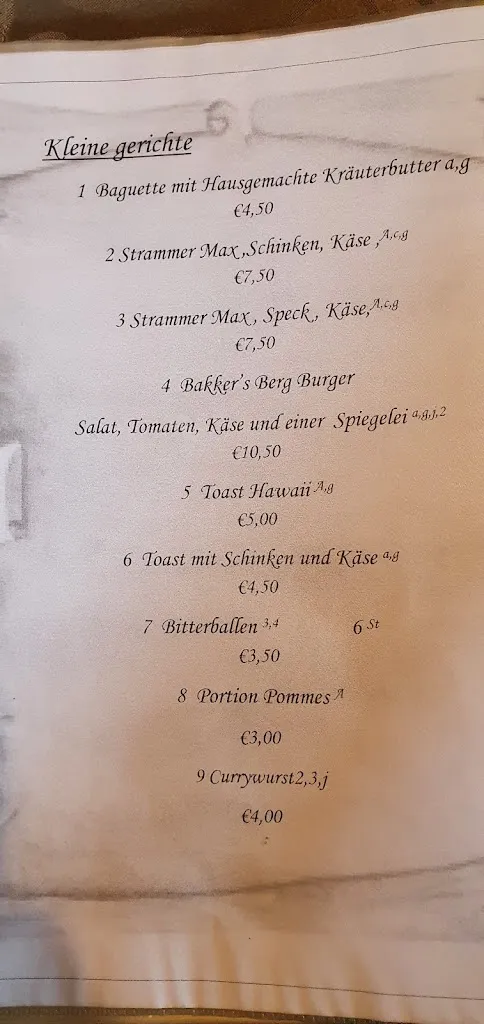 Kleine gerichte
1 Baguette mit Hausgemachte Kräuterbutter a,g
€4,50
2 Strammer Max ,Schinken, Käse ,A,c,g
€7,50
3 Strammer Max , Speck , Käse,A,c,g
€7,50
4 Bakker's Berg Burger
Salat, Tomaten, Käse und einer Spiegelei a,g,j,2
€10,50
5 Toast Hawaii A,g
€5,00
6 Toast mit Schinken und Käse a,g
€4,50
7 Bitterballen 3,4 6 St
€3,50
8 Portion Pommes A
€3,00
9 Currywurst2,3,j
€4,00